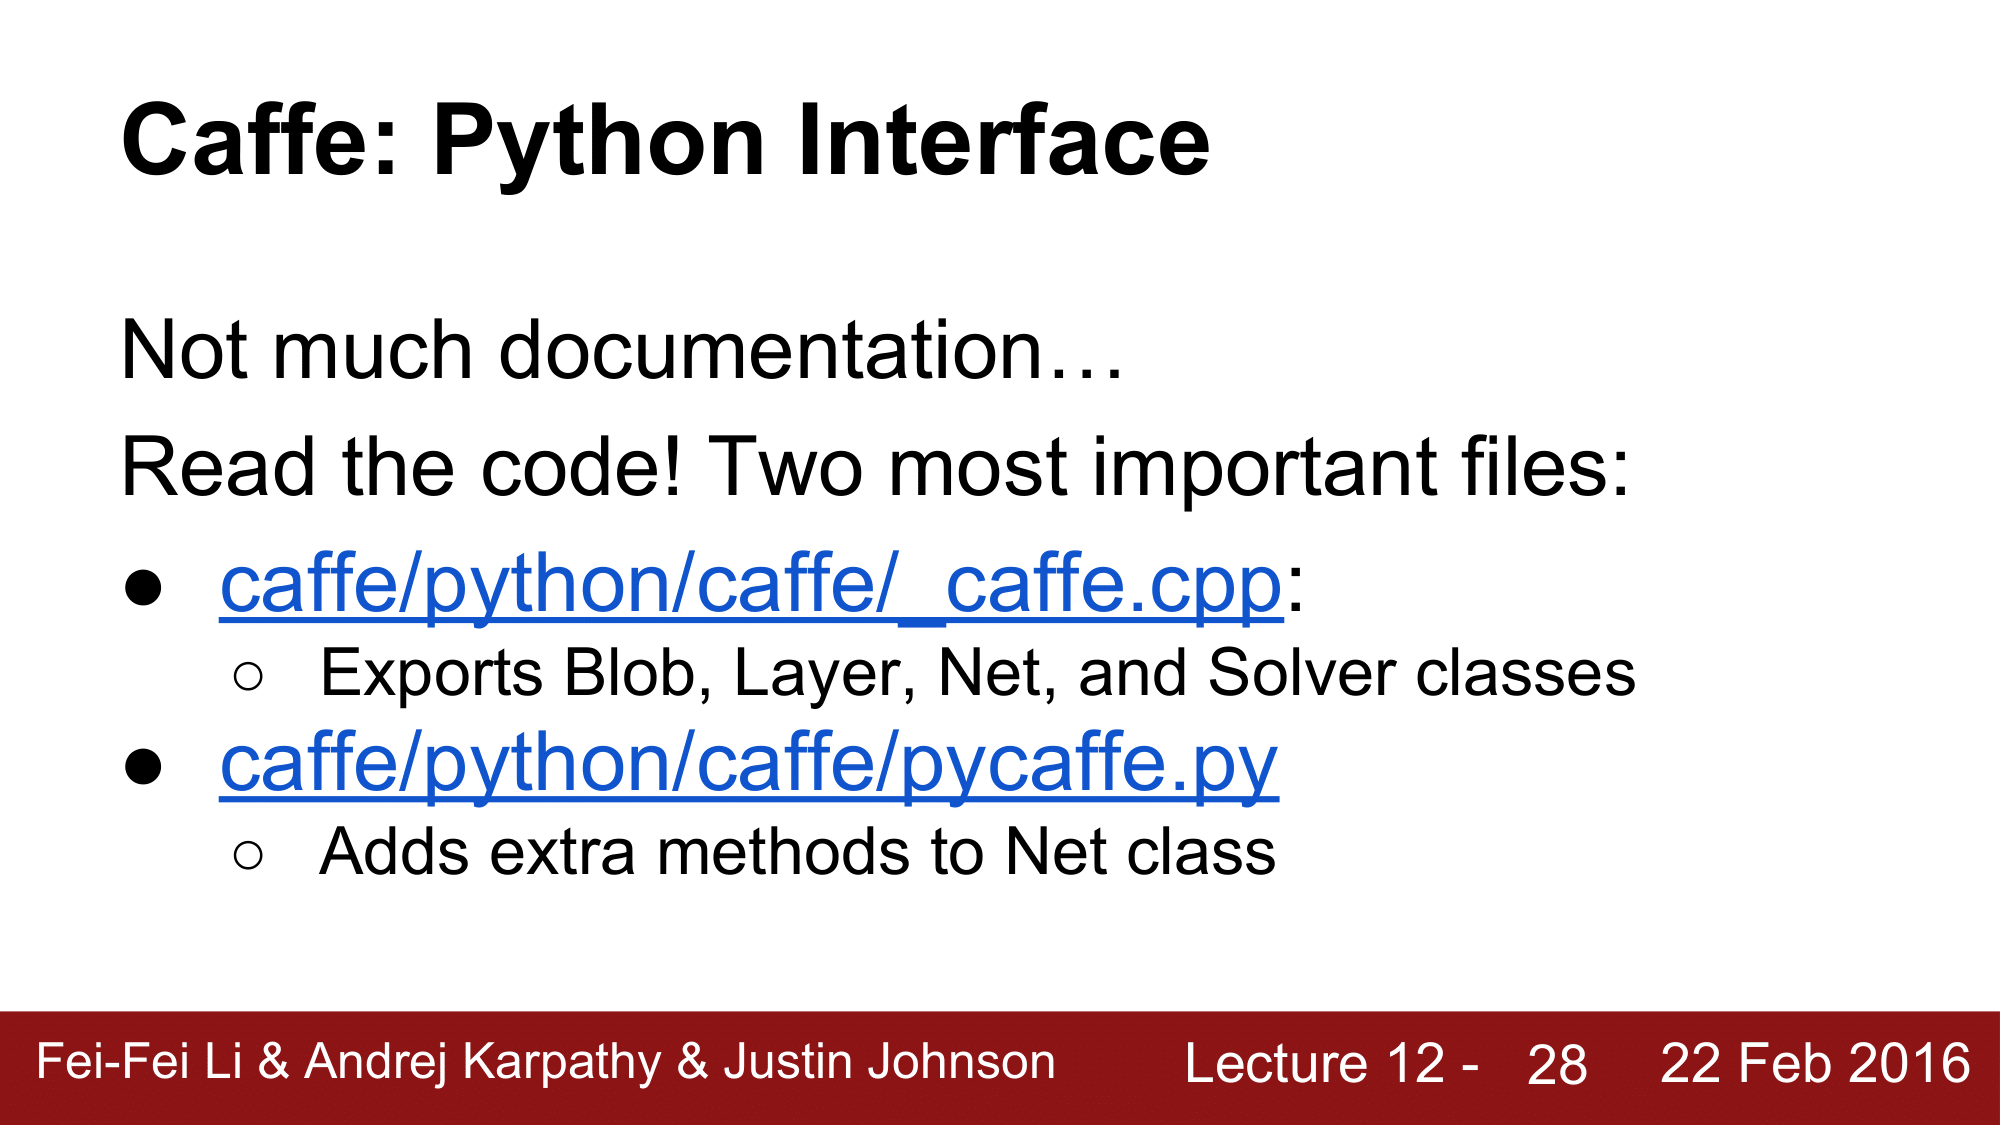 Caffe: Python Interface
Not much documentation…
Read the code! Two most important files:
● caffe/python/caffe/_caffe.cpp:
○ Exports Blob, Layer, Net, and Solver classes
● caffe/python/caffe/pycaffe.py
○ Adds extra methods to Net class
Fei-Fei Li & Andrej Karpathy & Justin Johnson Lecture 12 - 28 22 Feb 2016